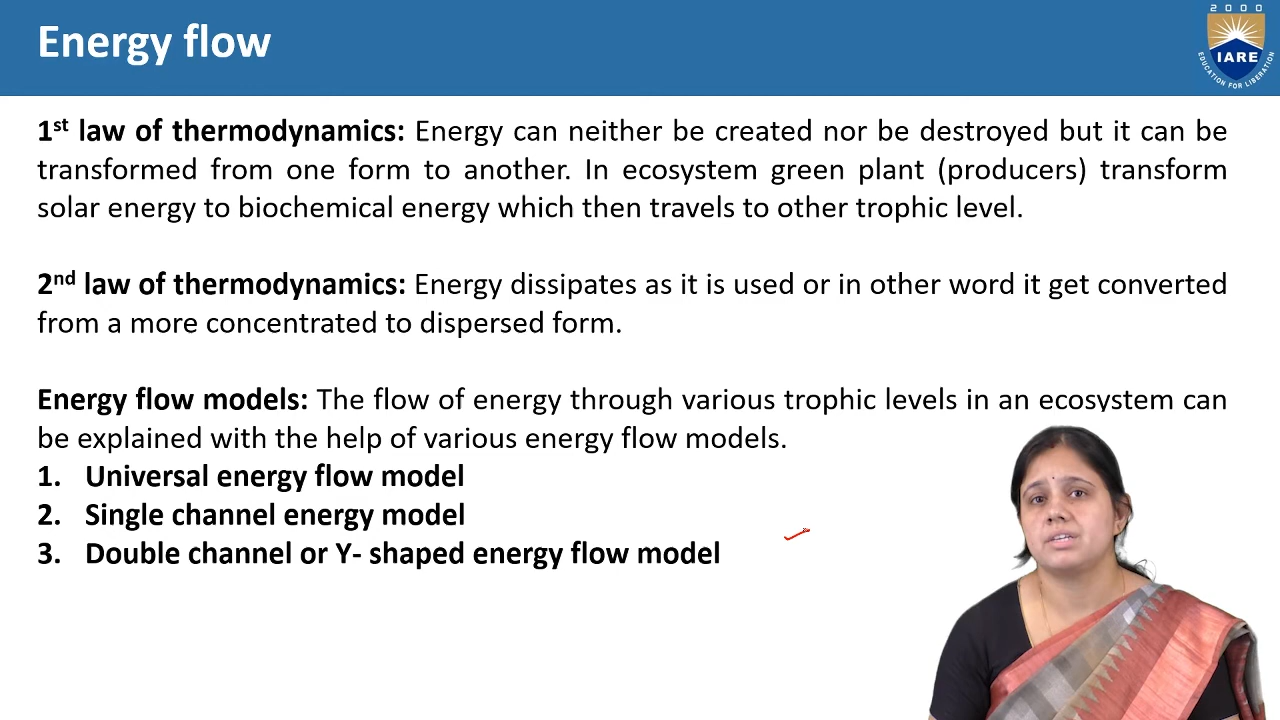 Energy flow
2000
IARE
EDUCATION FOR LIBERATION
1st law of thermodynamics: Energy can neither be created nor be destroyed but it can be
transformed from one form to another. In ecosystem green plant (producers) transform
solar energy to biochemical energy which then travels to other trophic level.
2nd law of thermodynamics: Energy dissipates as it is used or in other word it get converted
from a more concentrated to dispersed form.
Energy flow models: The flow of energy through various trophic levels in an ecosystem can
be explained with the help of various energy flow models.
1. Universal energy flow model
2. Single channel energy model
3. Double channel or Y- shaped energy flow model